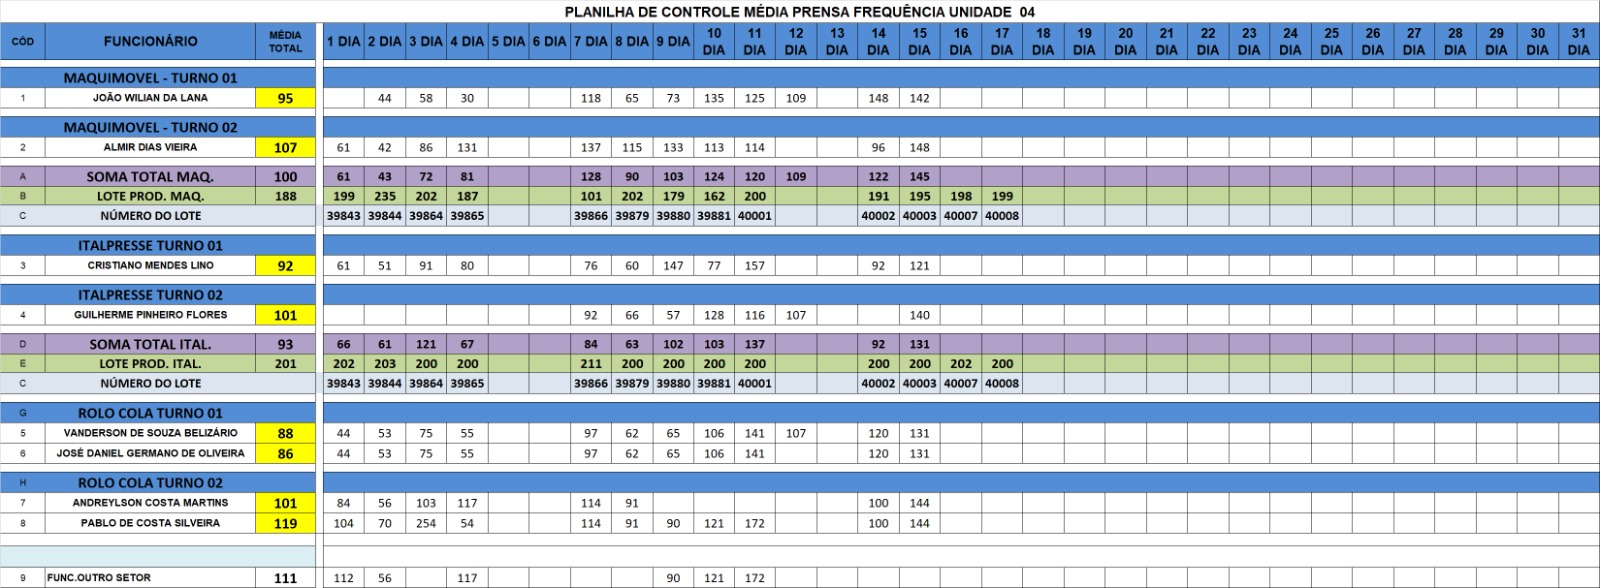 PLANILHA DE CONTROLE MÉDIA PRENSA FREQUÊNCIA UNIDADE 04
CÓD FUNCIONÁRIO MÉDIA TOTAL 1 DIA 2 DIA 3 DIA 4 DIA 5 DIA 6 DIA 7 DIA 8 DIA 9 DIA 10 DIA 11 DIA 12 DIA 13 DIA 14 DIA 15 DIA 16 DIA 17 DIA 18 DIA 19 DIA 20 DIA 21 DIA 22 DIA 23 DIA 24 DIA 25 DIA 26 DIA 27 DIA 28 DIA 29 DIA 30 DIA 31 DIA
MAQUIMOVEL - TURNO 01
1 JOÃO WILIAN DA LANA 95 44 58 30 118 65 73 135 125 109 148 142
MAQUIMOVEL - TURNO 02
2 ALMIR DIAS VIEIRA 107 61 42 86 131 137 115 133 113 114 96 148
A SOMA TOTAL MAQ. 100 61 43 72 81 128 90 103 124 120 109 122 145
B LOTE PROD. MAQ. 188 199 235 202 187 101 202 179 162 200 191 195 198 199
C NÚMERO DO LOTE 39843 39844 39864 39865 39866 39879 39880 39881 40001 40002 40003 40007 40008
ITALPRESSE TURNO 01
3 CRISTIANO MENDES LINO 92 61 51 91 80 76 60 147 77 157 92 121
ITALPRESSE TURNO 02
4 GUILHERME PINHEIRO FLORES 101 92 66 57 128 116 107 140
D SOMA TOTAL ITAL. 93 66 61 121 67 84 63 102 103 137 92 131
E LOTE PROD. ITAL. 201 202 203 200 200 211 200 200 200 200 200 200 202 200
C NÚMERO DO LOTE 39843 39844 39864 39865 39866 39879 39880 39881 40001 40002 40003 40007 40008
G ROLO COLA TURNO 01
5 VANDERSON DE SOUZA BELIZÁRIO 88 44 53 75 55 97 62 65 106 141 107 120 131
6 JOSÉ DANIEL GERMANO DE OLIVEIRA 86 44 53 75 55 97 62 65 106 141 120 131
H ROLO COLA TURNO 02
7 ANDREYLSON COSTA MARTINS 101 84 56 103 117 114 91 100 144
8 PABLO DE COSTA SILVEIRA 119 104 70 254 54 114 91 90 121 172 100 144
9 FUNC.OUTRO SETOR 111 112 56 117 90 121 172